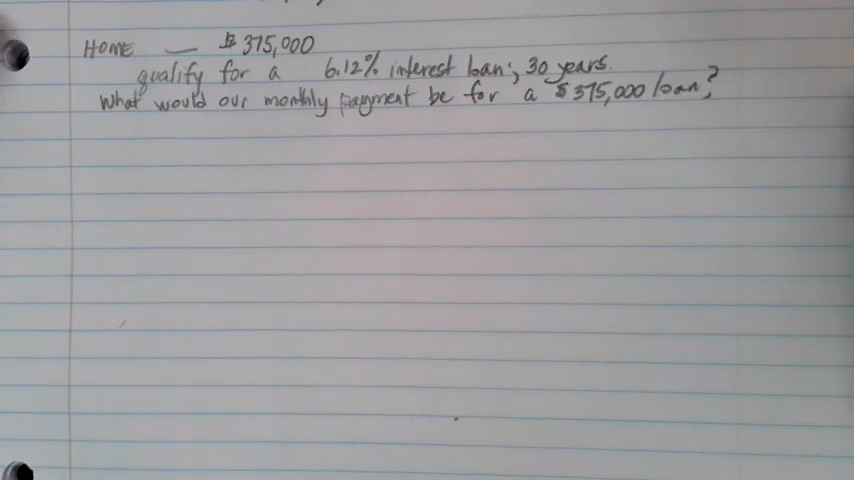 HOME — $375,000
qualify for a 6.12% interest loan; 30 years.
What would our monthly payment be for a $375,000 loan?